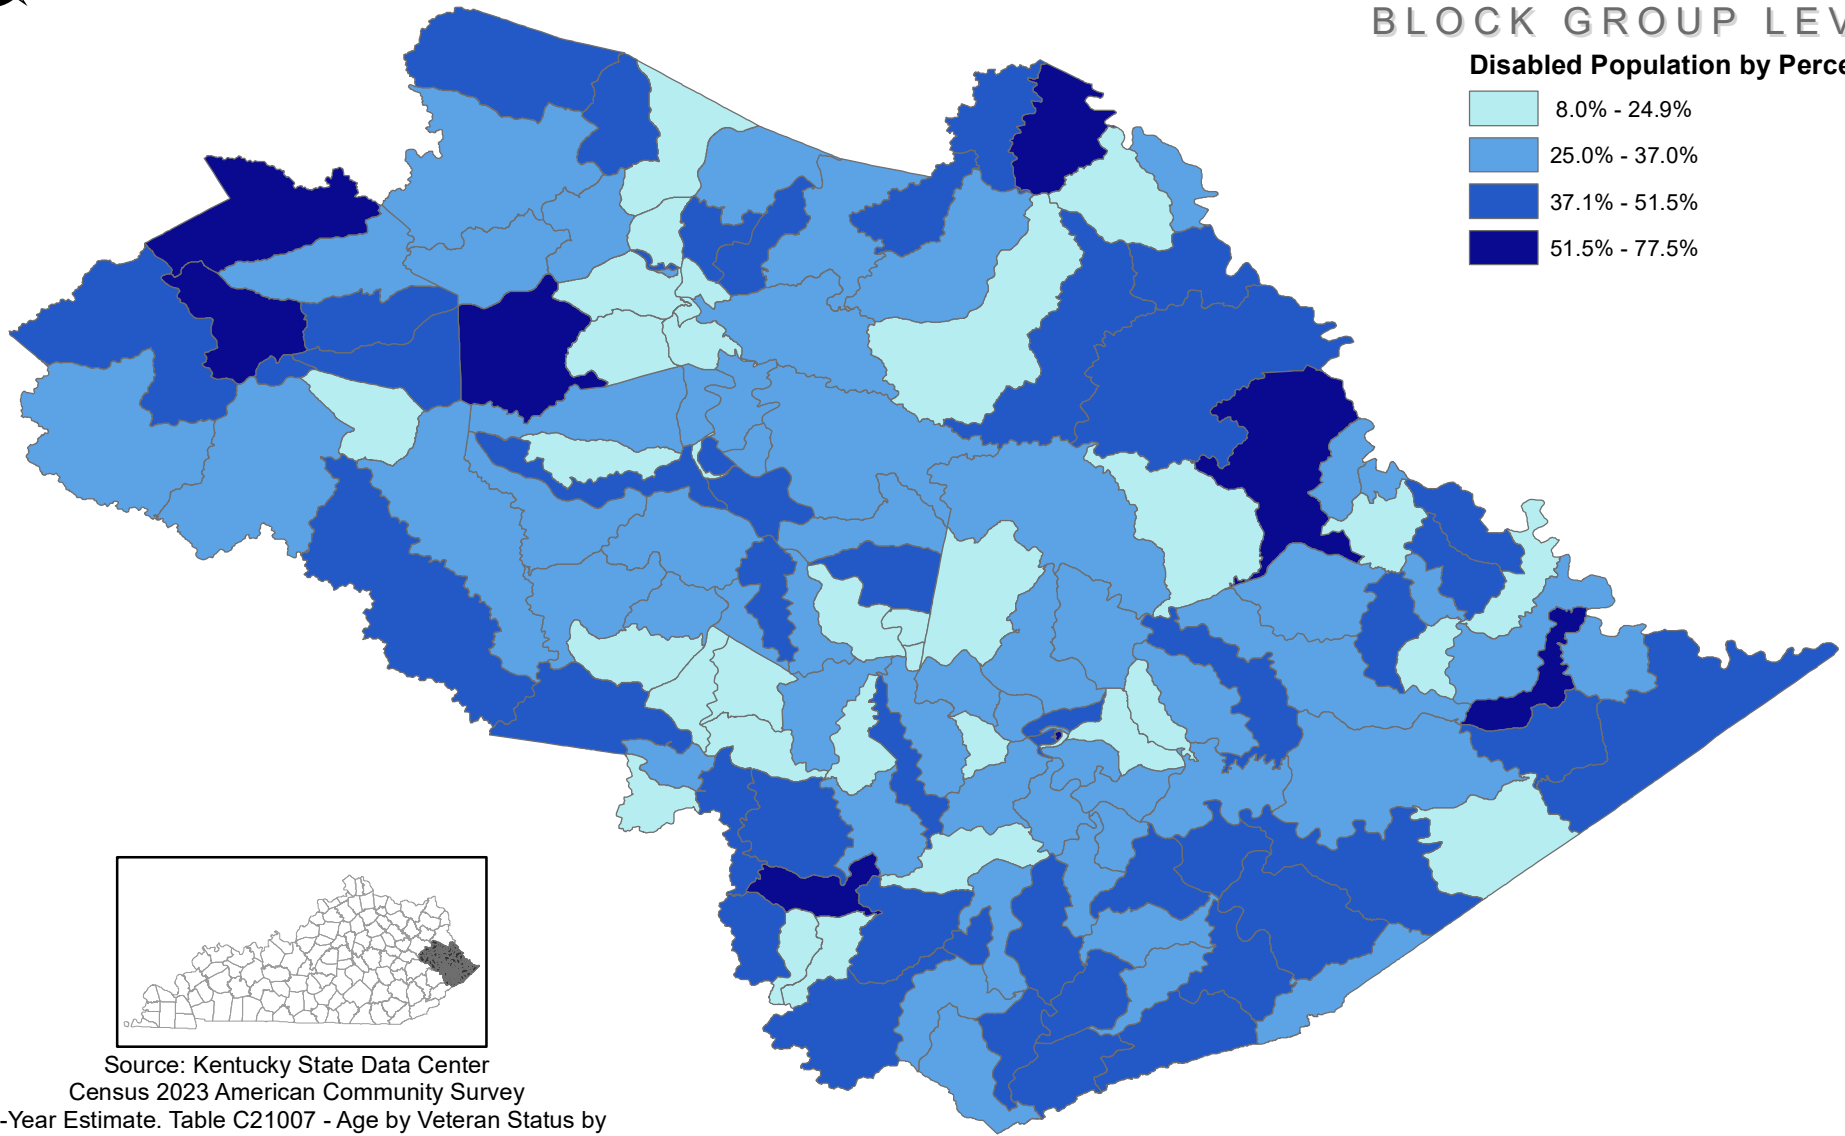 BLOCK GROUP
Disabled Population by
8.0% - 24.9%
25.0% - 37.0%
37.1% - 51.5%
51.5% - 77.5%
Source: Kentucky State Data Center
Census 2023 American Community Survey
-Year Estimate. Table C21007 - Age by Veteran Status by